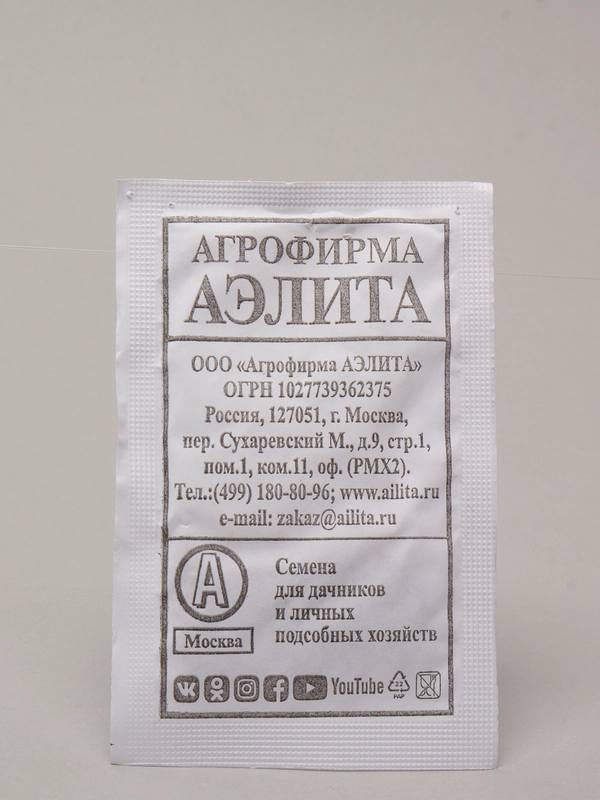 АГРОФИРМА
АЭЛИТА
ООО «Агрофирма АЭЛИТА»
ОГРН 1027739362375
Россия, 127051, г. Москва,
пер. Сухаревский М., д.9, стр.1,
пом.1, ком.11, оф. (РМХ2).
Тел.:(499) 180-80-96; www.ailita.ru
e-mail: zakaz@ailita.ru
А
Москва
Семена
для дачников
и личных
подсобных хозяйств
YouTube
22
PAP